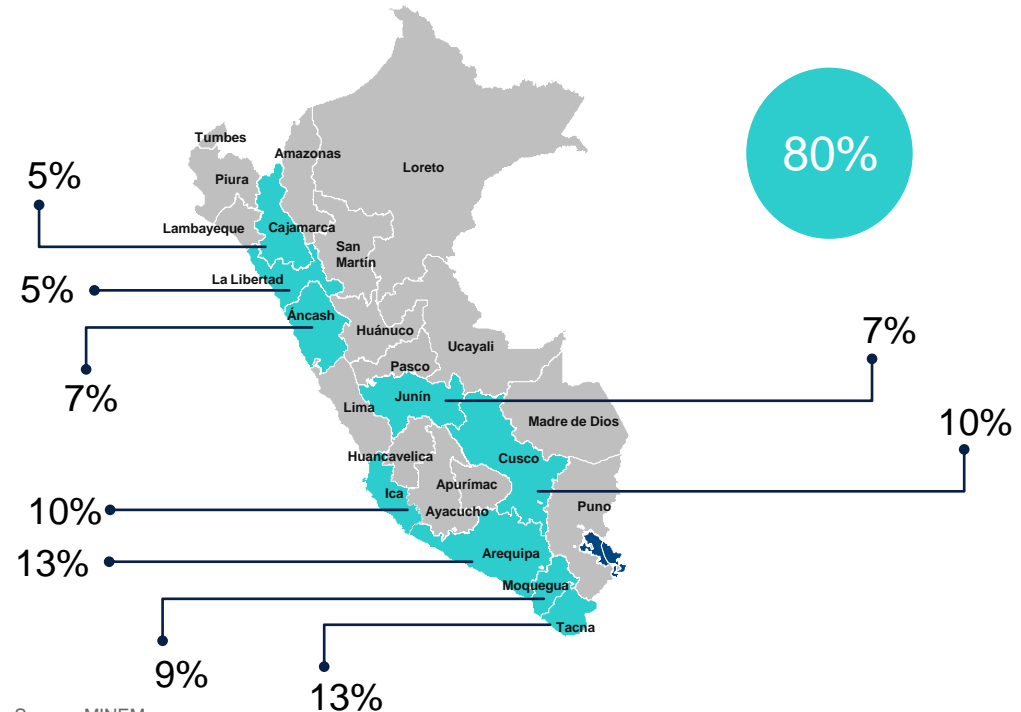 Tumbes
Amazonas
Loreto
80%
5%
Piura
Lambayeque
Cajamarca
San
Martín
5%
La Libertad
Ancash
Huánuco
Ucayali
7%
Pasco
7%
Lima
Junín
10%
Madre de Dios
Huancavelica
Cusco
Apurímac
Ica
10%
Ayacucho
Puno
13%
Arequipa
Moquegua
Tacna
9%
13%